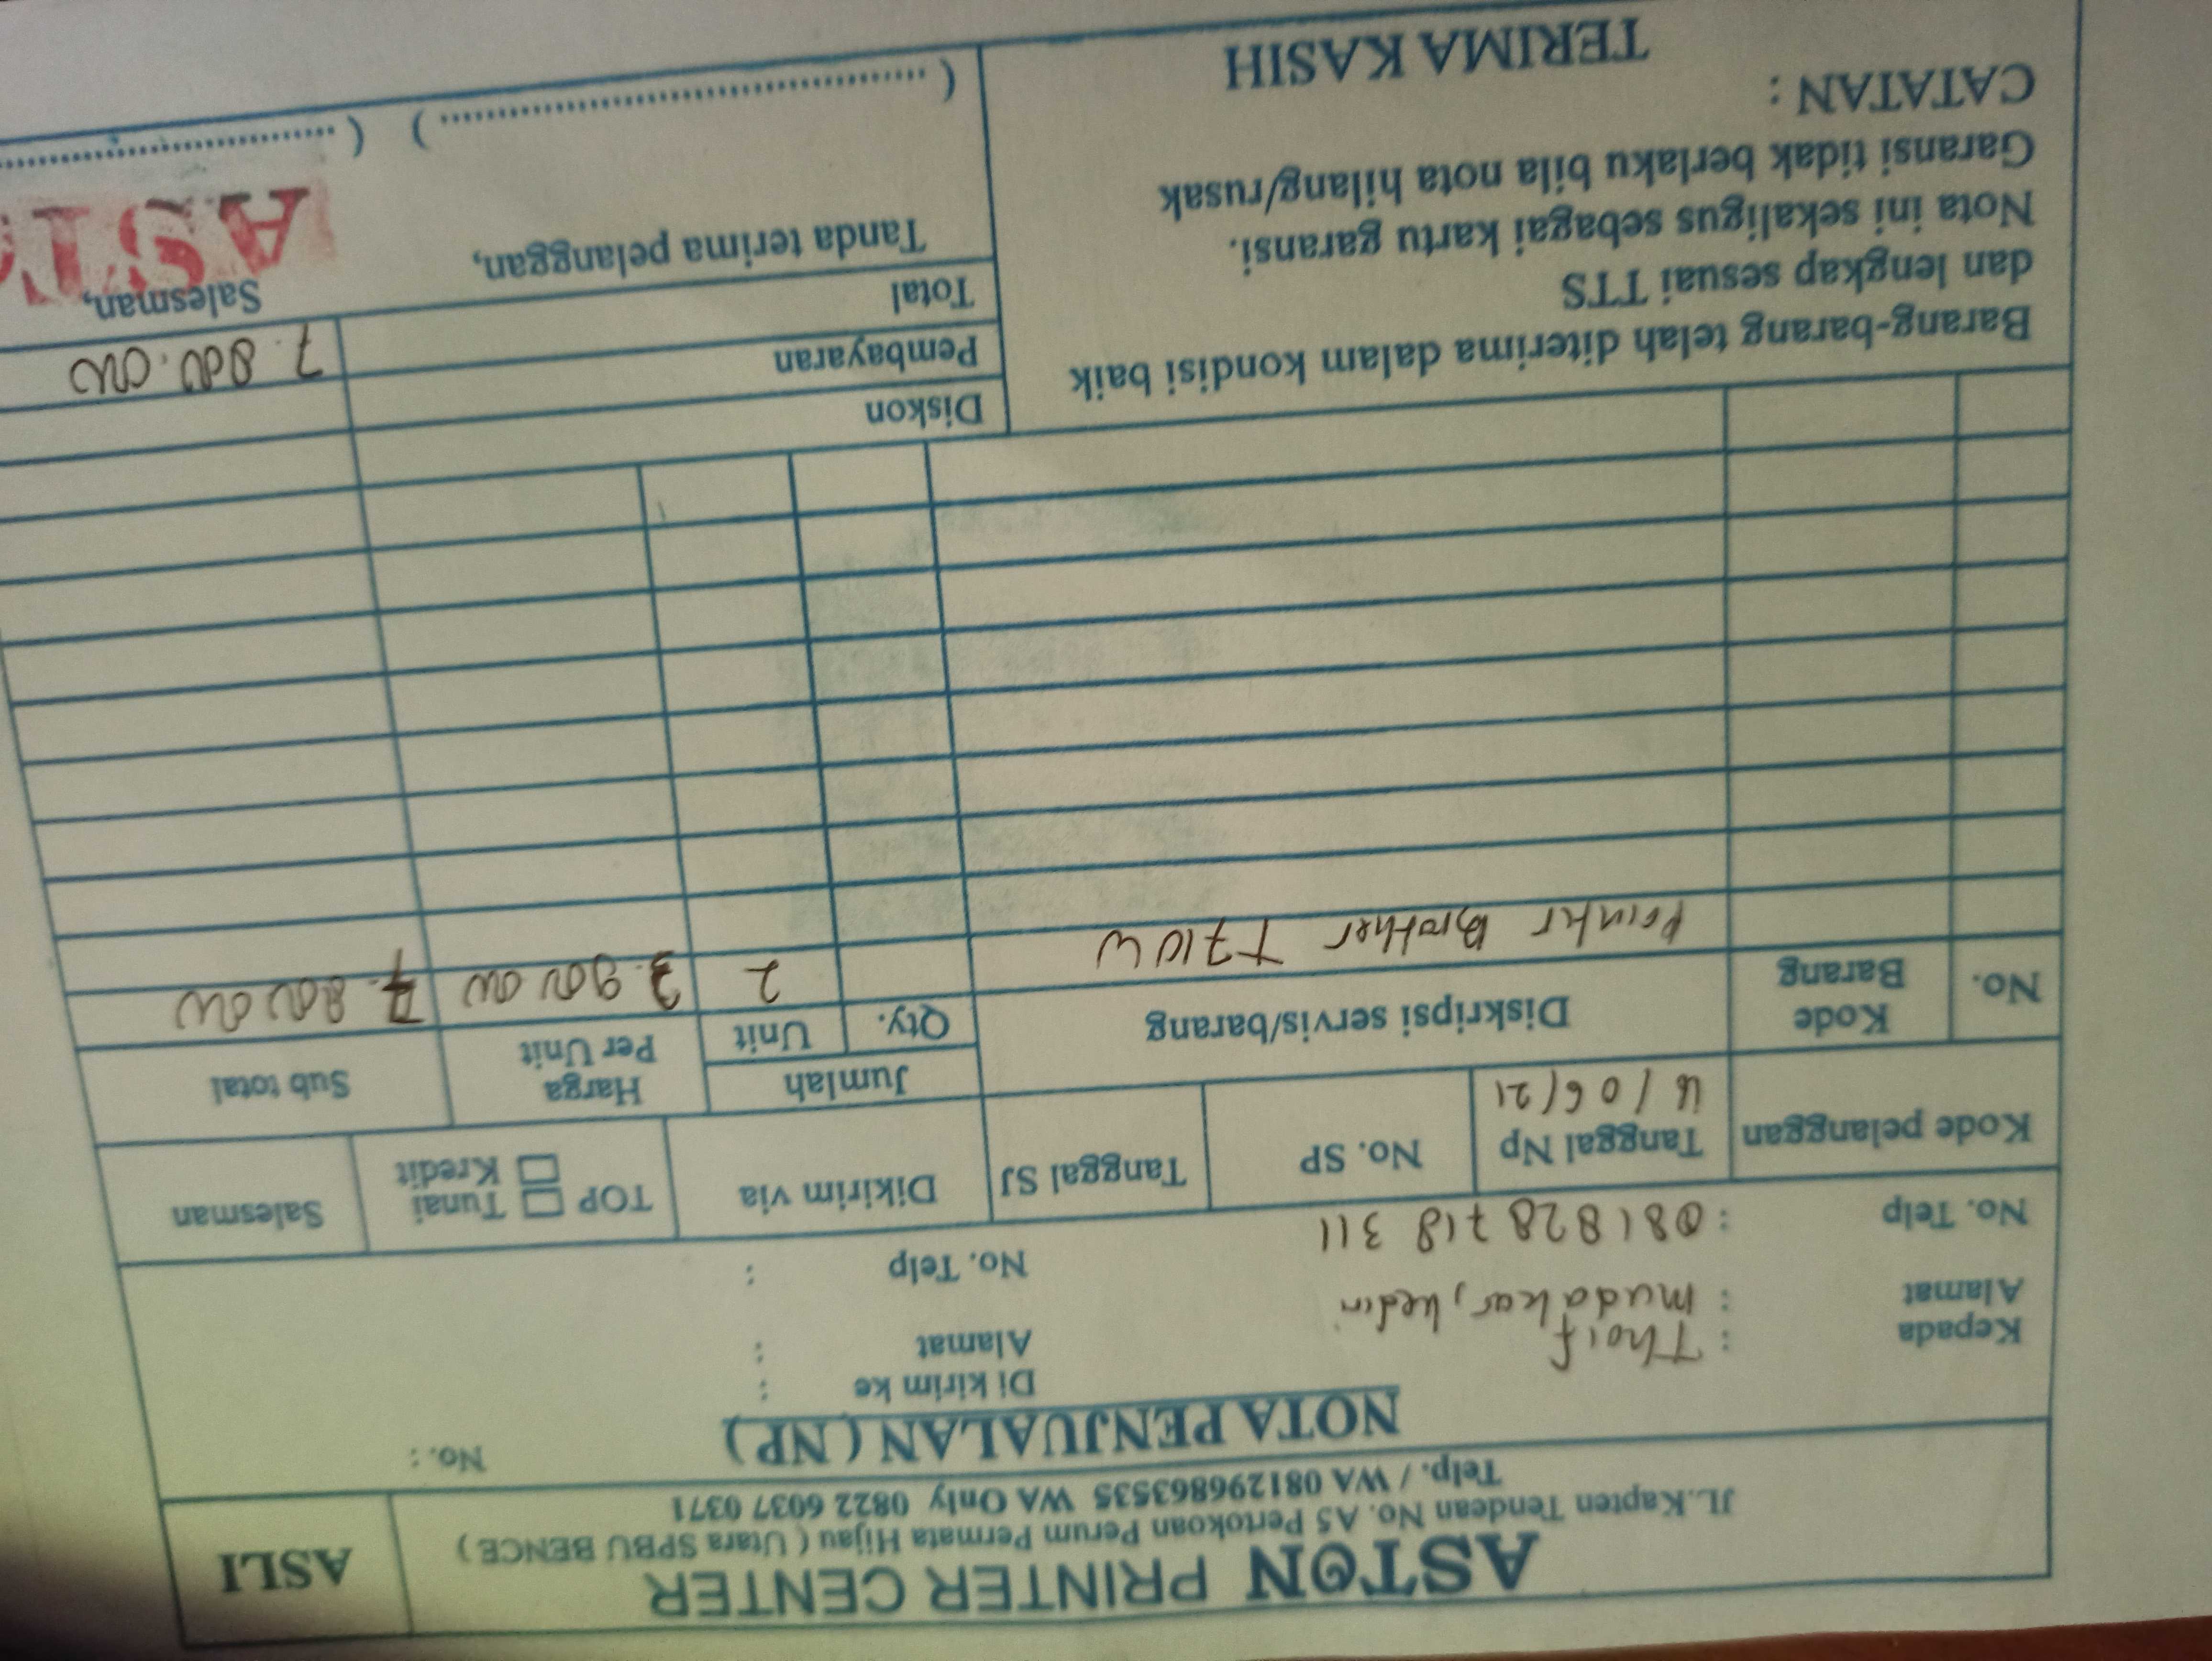 ASTON PRINTER CENTER
ASLI
JL.Kapten Tendean No. A5 Pertokoan Perum Permata Hijau ( Utara SPBU BENCE )
Telp. / WA 081296863535 WA Only 0822 6037 0371
NOTA PENJUALAN ( NP )
No. :
Kepada : Thoif
Alamat : mudakar, kediri
No. Telp : 081828718 311
Di kirim ke :
Alamat :
No. Telp :
Kode pelanggan
Tanggal Np
/ 06/21
No. SP
Tanggal SJ
Dikirim via
TOP Tunai
Kredit
Salesman
No.
Kode Barang
Diskripsi servis/barang
Jumlah
Qty.
Unit
Harga Per Unit
Sub total
Printer Brother T710W 2 3.900 000 7.800 000
Barang-barang telah diterima dalam kondisi baik
dan lengkap sesuai TTS
Nota ini sekaligus sebagai kartu garansi.
Garansi tidak berlaku bila nota hilang/rusak
CATATAN :
TERIMA KASIH
Diskon
Pembayaran
Total 7.800.000
Tanda terima pelanggan,
Salesman,